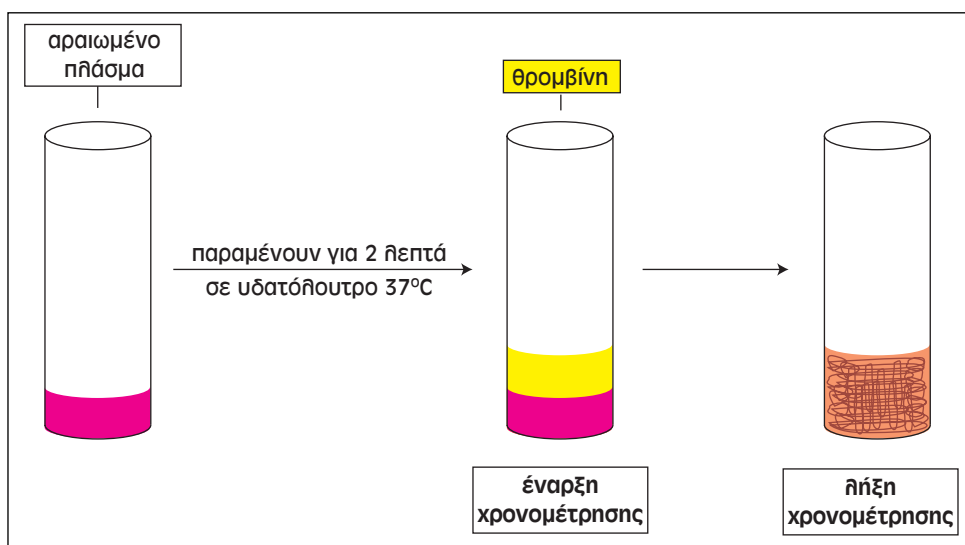 αραιωμένο
πλάσμα
θρομβίνη
παραμένουν για 2 λεπτά
σε υδατόλουτρο 37°C
έναρξη
χρονομέτρησης
λήξη
χρονομέτρησης